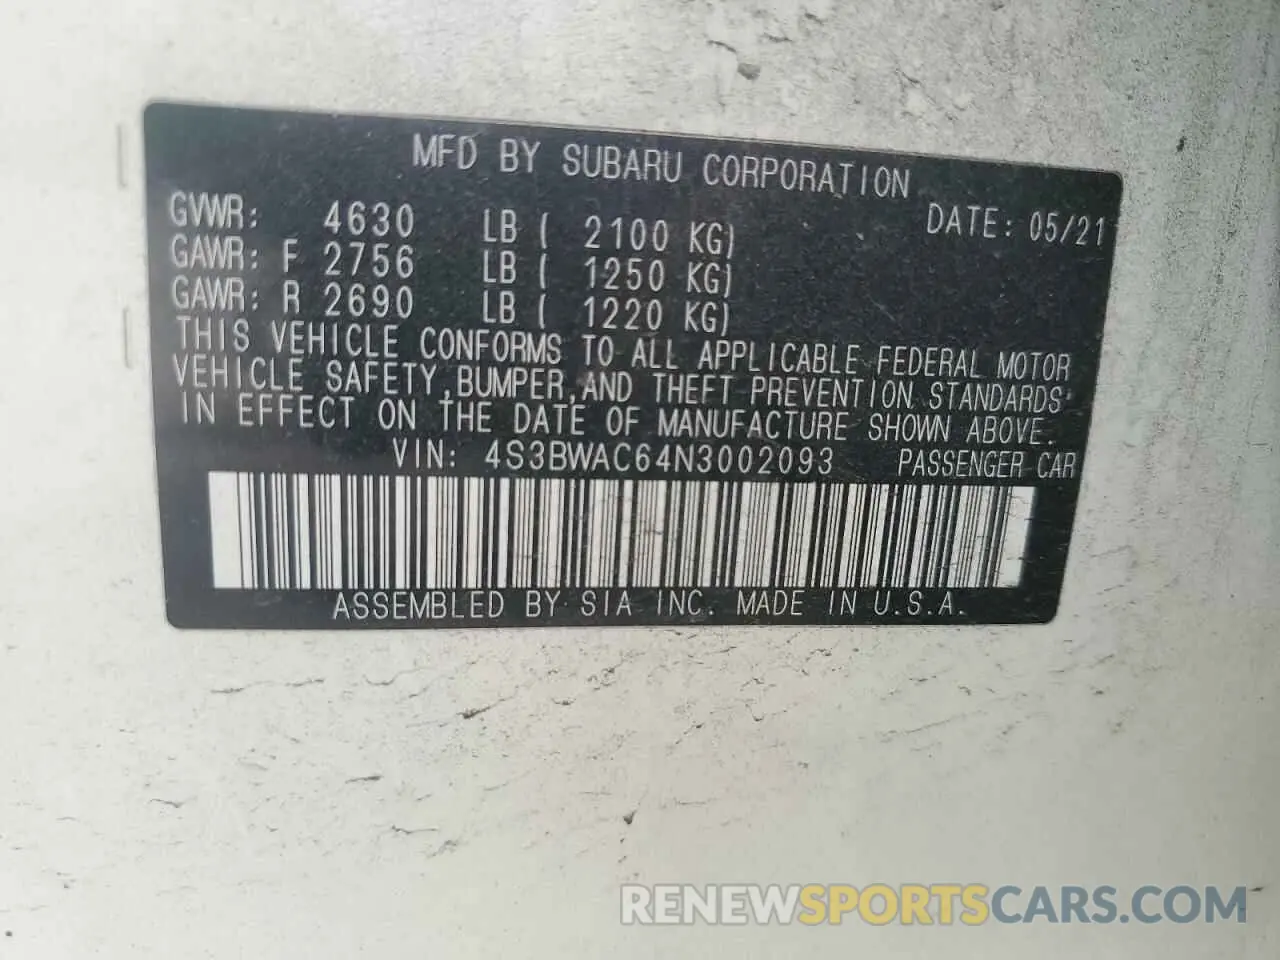 MFD BY SUBARU CORPORATION
DATE: 05/21
GVWR: 4630 LB ( 2100 KG)
GAWR: F 2756 LB ( 1250 KG)
GAWR: R 2690 LB ( 1220 KG)
THIS VEHICLE CONFORMS TO ALL APPLICABLE FEDERAL MOTOR
VEHICLE SAFETY, BUMPER, AND THEFT PREVENTION STANDARDS
IN EFFECT ON THE DATE OF MANUFACTURE SHOWN ABOVE.
VIN: 4S3BWAC64N3002093 PASSENGER CAR
ASSEMBLED BY SIA INC. MADE IN U.S.A.
RENEWSPORTSCARS.COM